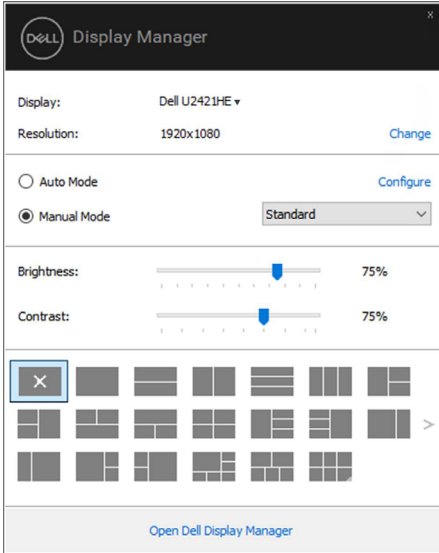 DELL Display Manager
x
Display: Dell U2421HE
Resolution: 1920x1080 Change
Auto Mode Configure
Manual Mode Standard
Brightness: 75%
Contrast: 75%
Open Dell Display Manager